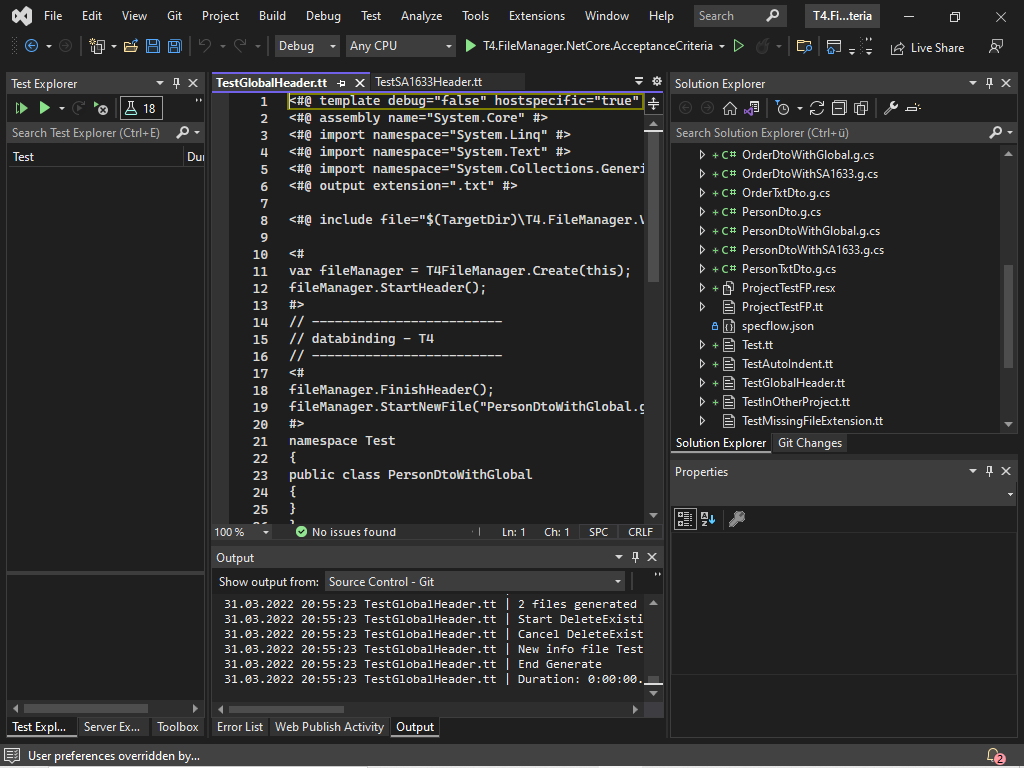 File Edit View Git Project Build Debug Test Analyze Tools Extensions Window Help Search T4.Fi...teria
Debug Any CPU T4.FileManager.NetCore.AcceptanceCriteria Live Share
Test Explorer
18
Search Test Explorer (Ctrl+E)
Test Dur
TestGlobalHeader.tt TestSA1633Header.tt
1 <#@ template debug="false" hostspecific="true"
2 <#@ assembly name="System.Core" #>
3 <#@ import namespace="System.Linq" #>
4 <#@ import namespace="System.Text" #>
5 <#@ import namespace="System.Collections.Generi
6 <#@ output extension=".txt" #>
7
8 <#@ include file="$(TargetDir)\T4.FileManager.V
9
10 <#
11 var fileManager = T4FileManager.Create(this);
12 fileManager.StartHeader();
13 #>
14 // -------------------------
15 // databinding - T4
16 // -------------------------
17 <#
18 fileManager.FinishHeader();
19 fileManager.StartNewFile("PersonDtoWithGlobal.g
20 #>
21 namespace Test
22 {
23 public class PersonDtoWithGlobal
24 {
25 }
100 % No issues found Ln: 1 Ch: 1 SPC CRLF
Output
Show output from: Source Control - Git
31.03.2022 20:55:23 TestGlobalHeader.tt | 2 files generated
31.03.2022 20:55:23 TestGlobalHeader.tt | Start DeleteExisti
31.03.2022 20:55:23 TestGlobalHeader.tt | Cancel DeleteExist
31.03.2022 20:55:23 TestGlobalHeader.tt | New info file Test
31.03.2022 20:55:23 TestGlobalHeader.tt | End Generate
31.03.2022 20:55:23 TestGlobalHeader.tt | Duration: 0:00:00.
Solution Explorer
Search Solution Explorer (Ctrl+ü)
C# OrderDtoWithGlobal.g.cs
C# OrderDtoWithSA1633.g.cs
C# OrderTxtDto.g.cs
C# PersonDto.g.cs
C# PersonDtoWithGlobal.g.cs
C# PersonDtoWithSA1633.g.cs
C# PersonTxtDto.g.cs
ProjectTestFP.resx
ProjectTestFP.tt
specflow.json
Test.tt
TestAutoIndent.tt
TestGlobalHeader.tt
TestInOtherProject.tt
TestMissingFileExtension.tt
Solution Explorer Git Changes
Properties
Test Expl... Server Ex... Toolbox Error List Web Publish Activity Output
User preferences overridden by... 2